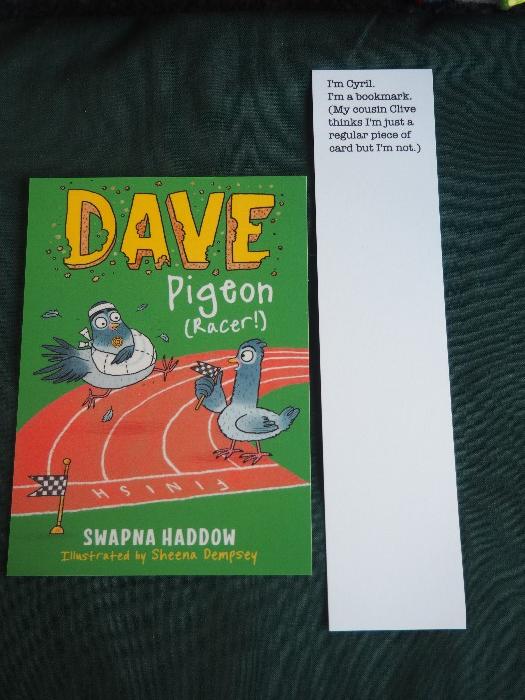 DAVE
Pigeon
(Racer!)
FINISH
SWAPNA HADDOW
Illustrated by Sheena Dempsey
I'm Cyril.
I'm a bookmark.
(My cousin Clive
thinks I'm just a
regular piece of
card but I'm not.)